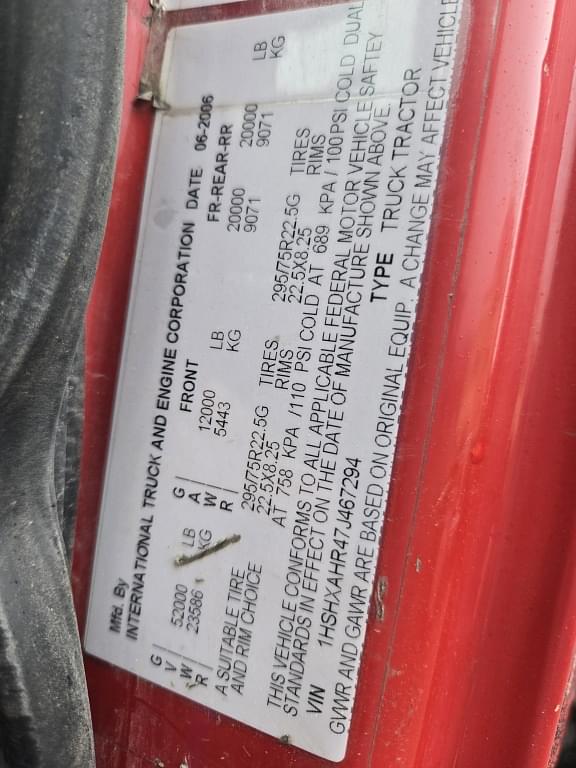 Mfd. By
INTERNATIONAL TRUCK AND ENGINE CORPORATION DATE 06-2006
G FRONT FR-REAR-RR
V 52000 LB G 12000 LB 20000 20000 LB
W 23586 KG A 5443 KG 9071 9071 KG
R W
R
A SUITABLE TIRE 295/75R22.5G TIRES 295/75R22.5G TIRES
AND RIM CHOICE 22.5X8.25 RIMS 22.5X8.25 RIMS
AT 758 KPA /110 PSI COLD AT 689 KPA / 100PSI COLD DUAL
THIS VEHICLE CONFORMS TO ALL APPLICABLE FEDERAL MOTOR VEHICLE SAFTEY
STANDARDS IN EFFECT ON THE DATE OF MANUFACTURE SHOWN ABOVE.
VIN 1HSHXAHR47J467294 TYPE TRUCK TRACTOR
GVWR AND GAWR ARE BASED ON ORIGINAL EQUIP. A CHANGE MAY AFFECT VEHICLE